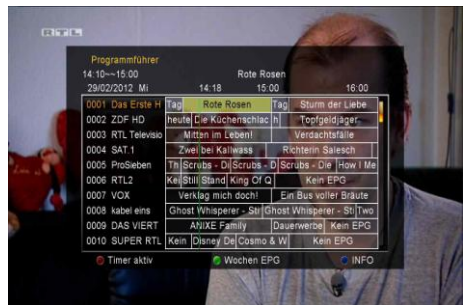 RTL
Programmführer
14:10~~15:00 Rote Rosen
29/02/2012 Mi 14:18 15:00 16:00
0001 Das Erste H Tag Rote Rosen Tag Sturm der Liebe
0002 ZDF HD heute Die Küchenschlac h Topfgeldjäger
0003 RTL Televisio Mitten im Leben! Verdachtsfälle
0004 SAT.1 Zwei bei Kallwass Richterin Salesch
0005 ProSieben Th Scrubs - Di Scrubs - D Scrubs - Die How I Me
0006 RTL2 Kei Still Stand King Of Q Kein EPG
0007 VOX Verklag mich doch! Ein Bus voller Bräute
0008 kabel eins Ghost Whisperer - Str Ghost Whisperer - Sti Two
0009 DAS VIERT ANIXE Family Dauerwerbe Kein EPG
0010 SUPER RTL Kein Disney De Cosmo & W Kein EPG
Timer aktiv Wochen EPG INFO